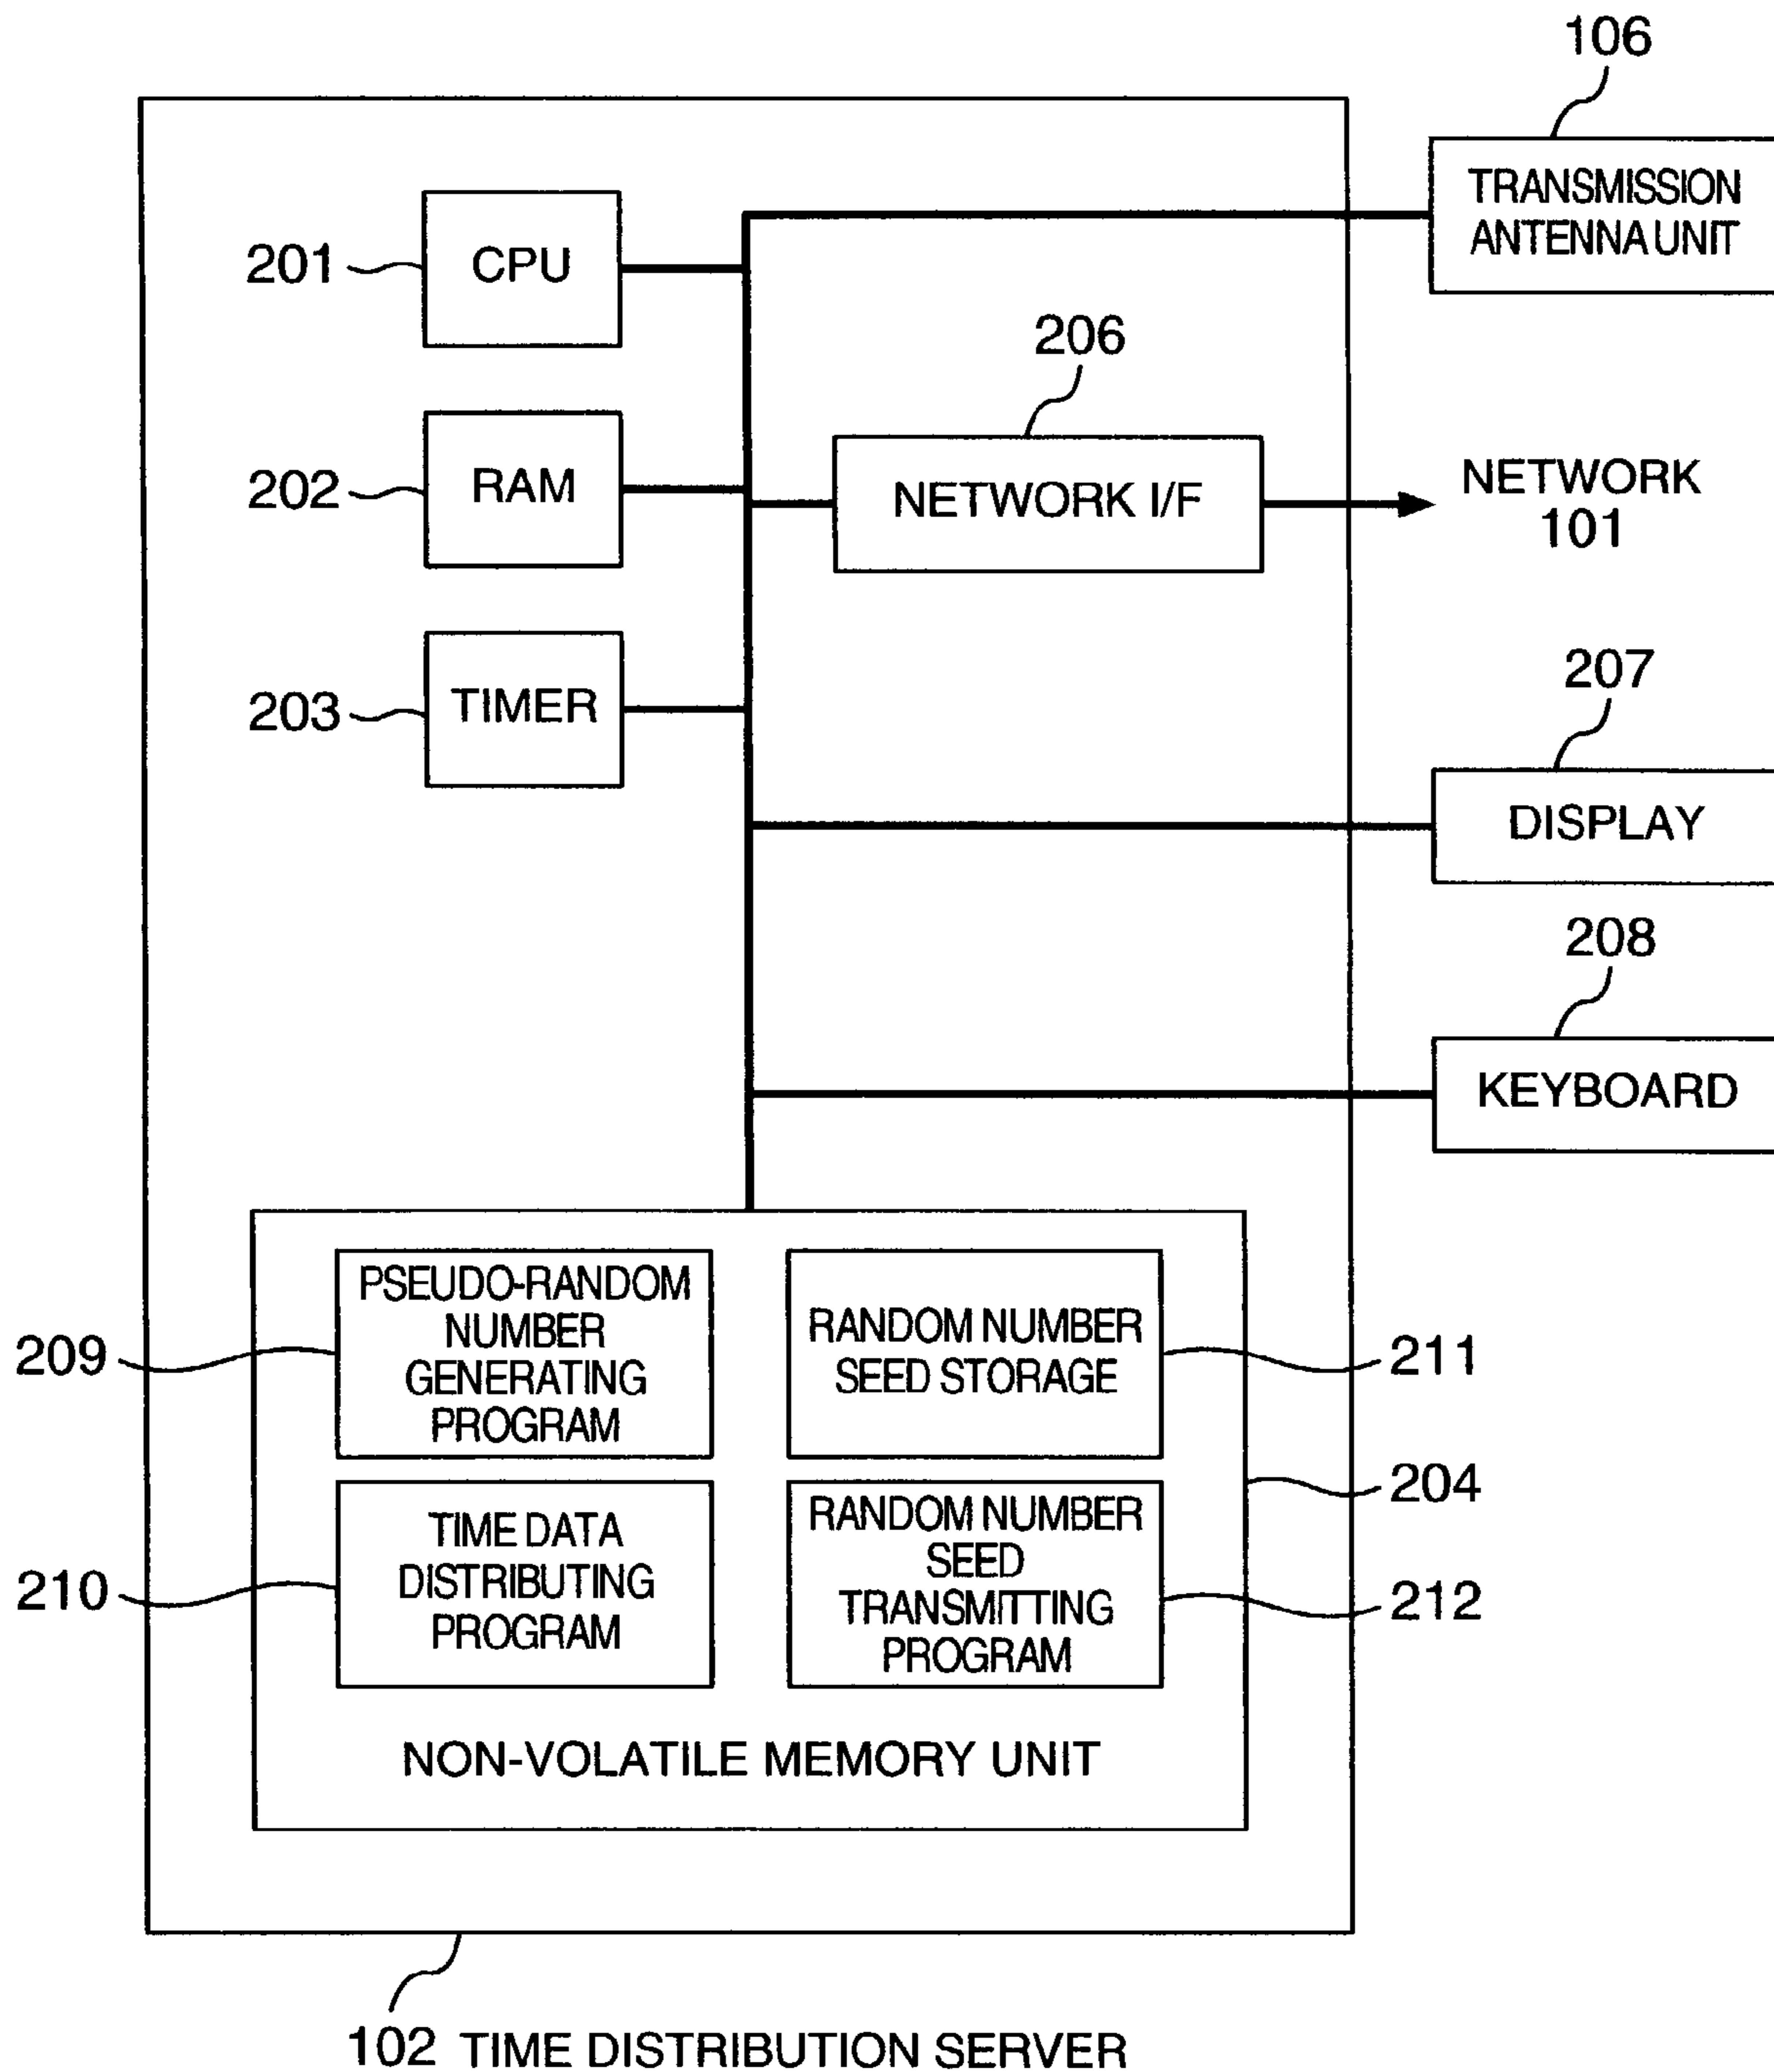 106
TRANSMISSION
ANTENNA UNIT
201
CPU
206
202
RAM
NETWORK I/F
NETWORK
101
203
TIMER
207
DISPLAY
208
KEYBOARD
209
PSEUDO-RANDOM
NUMBER
GENERATING
PROGRAM
RANDOM NUMBER
SEED STORAGE
211
204
210
TIME DATA
DISTRIBUTING
PROGRAM
RANDOM NUMBER
SEED
TRANSMITTING
PROGRAM
212
NON-VOLATILE MEMORY UNIT
102 TIME DISTRIBUTION SERVER